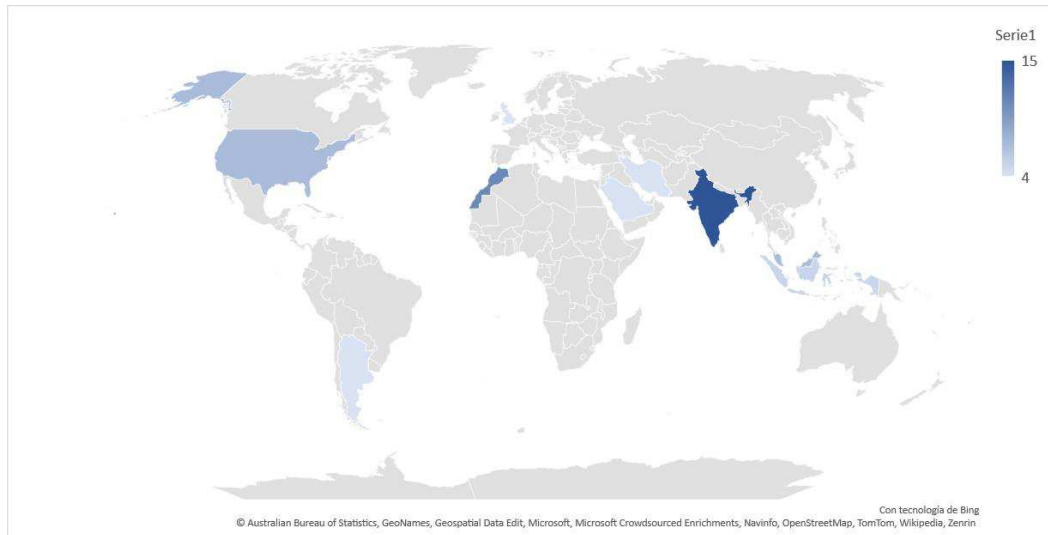 Serie1
15
4
Con tecnología de Bing
© Australian Bureau of Statistics, GeoNames, Geospatial Data Edit, Microsoft, Microsoft Crowdsourced Enrichments, Navinfo, OpenStreetMap, TomTom, Wikipedia, Zenrin